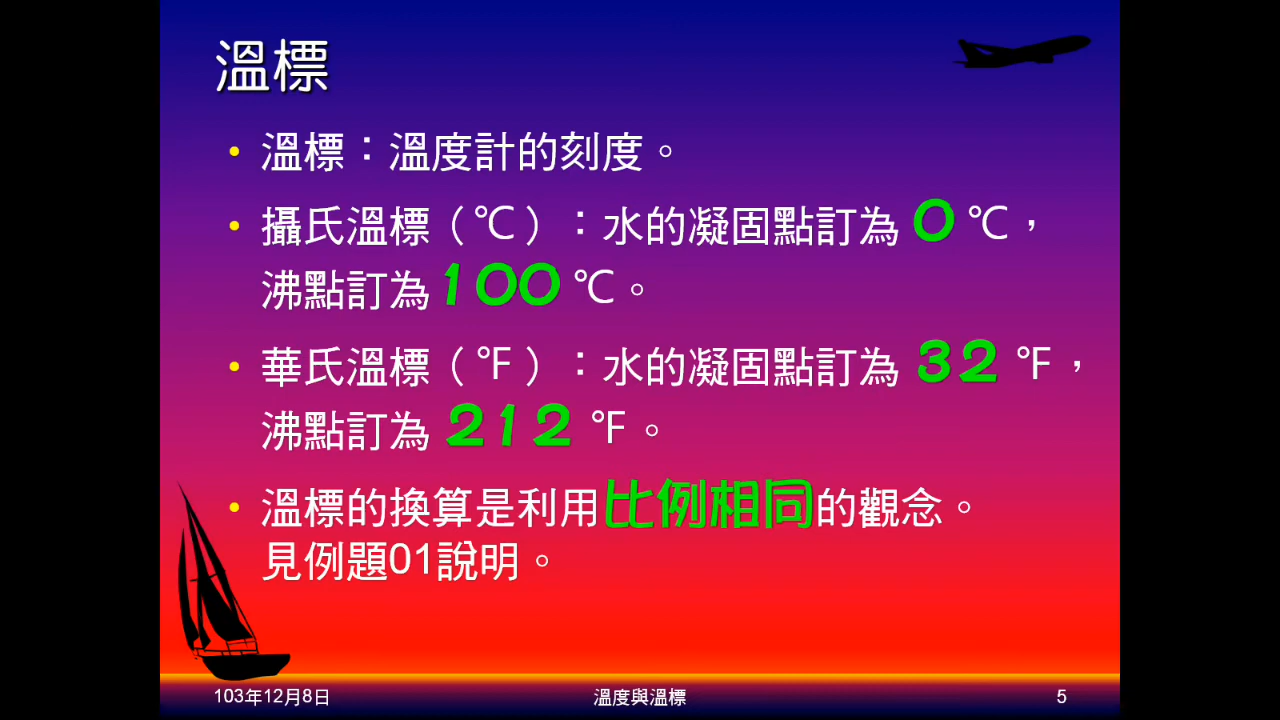 溫標
• 溫標：溫度計的刻度。
• 攝氏溫標（℃）：水的凝固點訂為 0 ℃，
沸點訂為100 ℃。
• 華氏溫標（℉）：水的凝固點訂為 32 ℉，
沸點訂為 212 ℉。
• 溫標的換算是利用比例相同的觀念。
見例題01說明。
103年12月8日 溫度與溫標 5